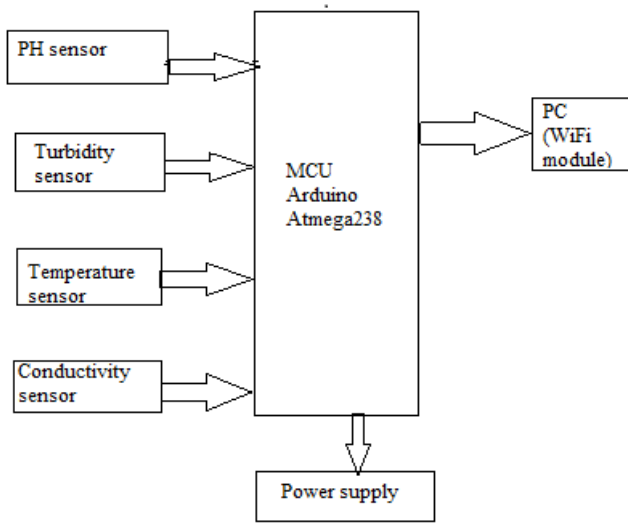 PH sensor
Turbidity
sensor
Temperature
sensor
Conductivity
sensor
MCU
Arduino
Atmega238
PC
(WiFi
module)
Power supply